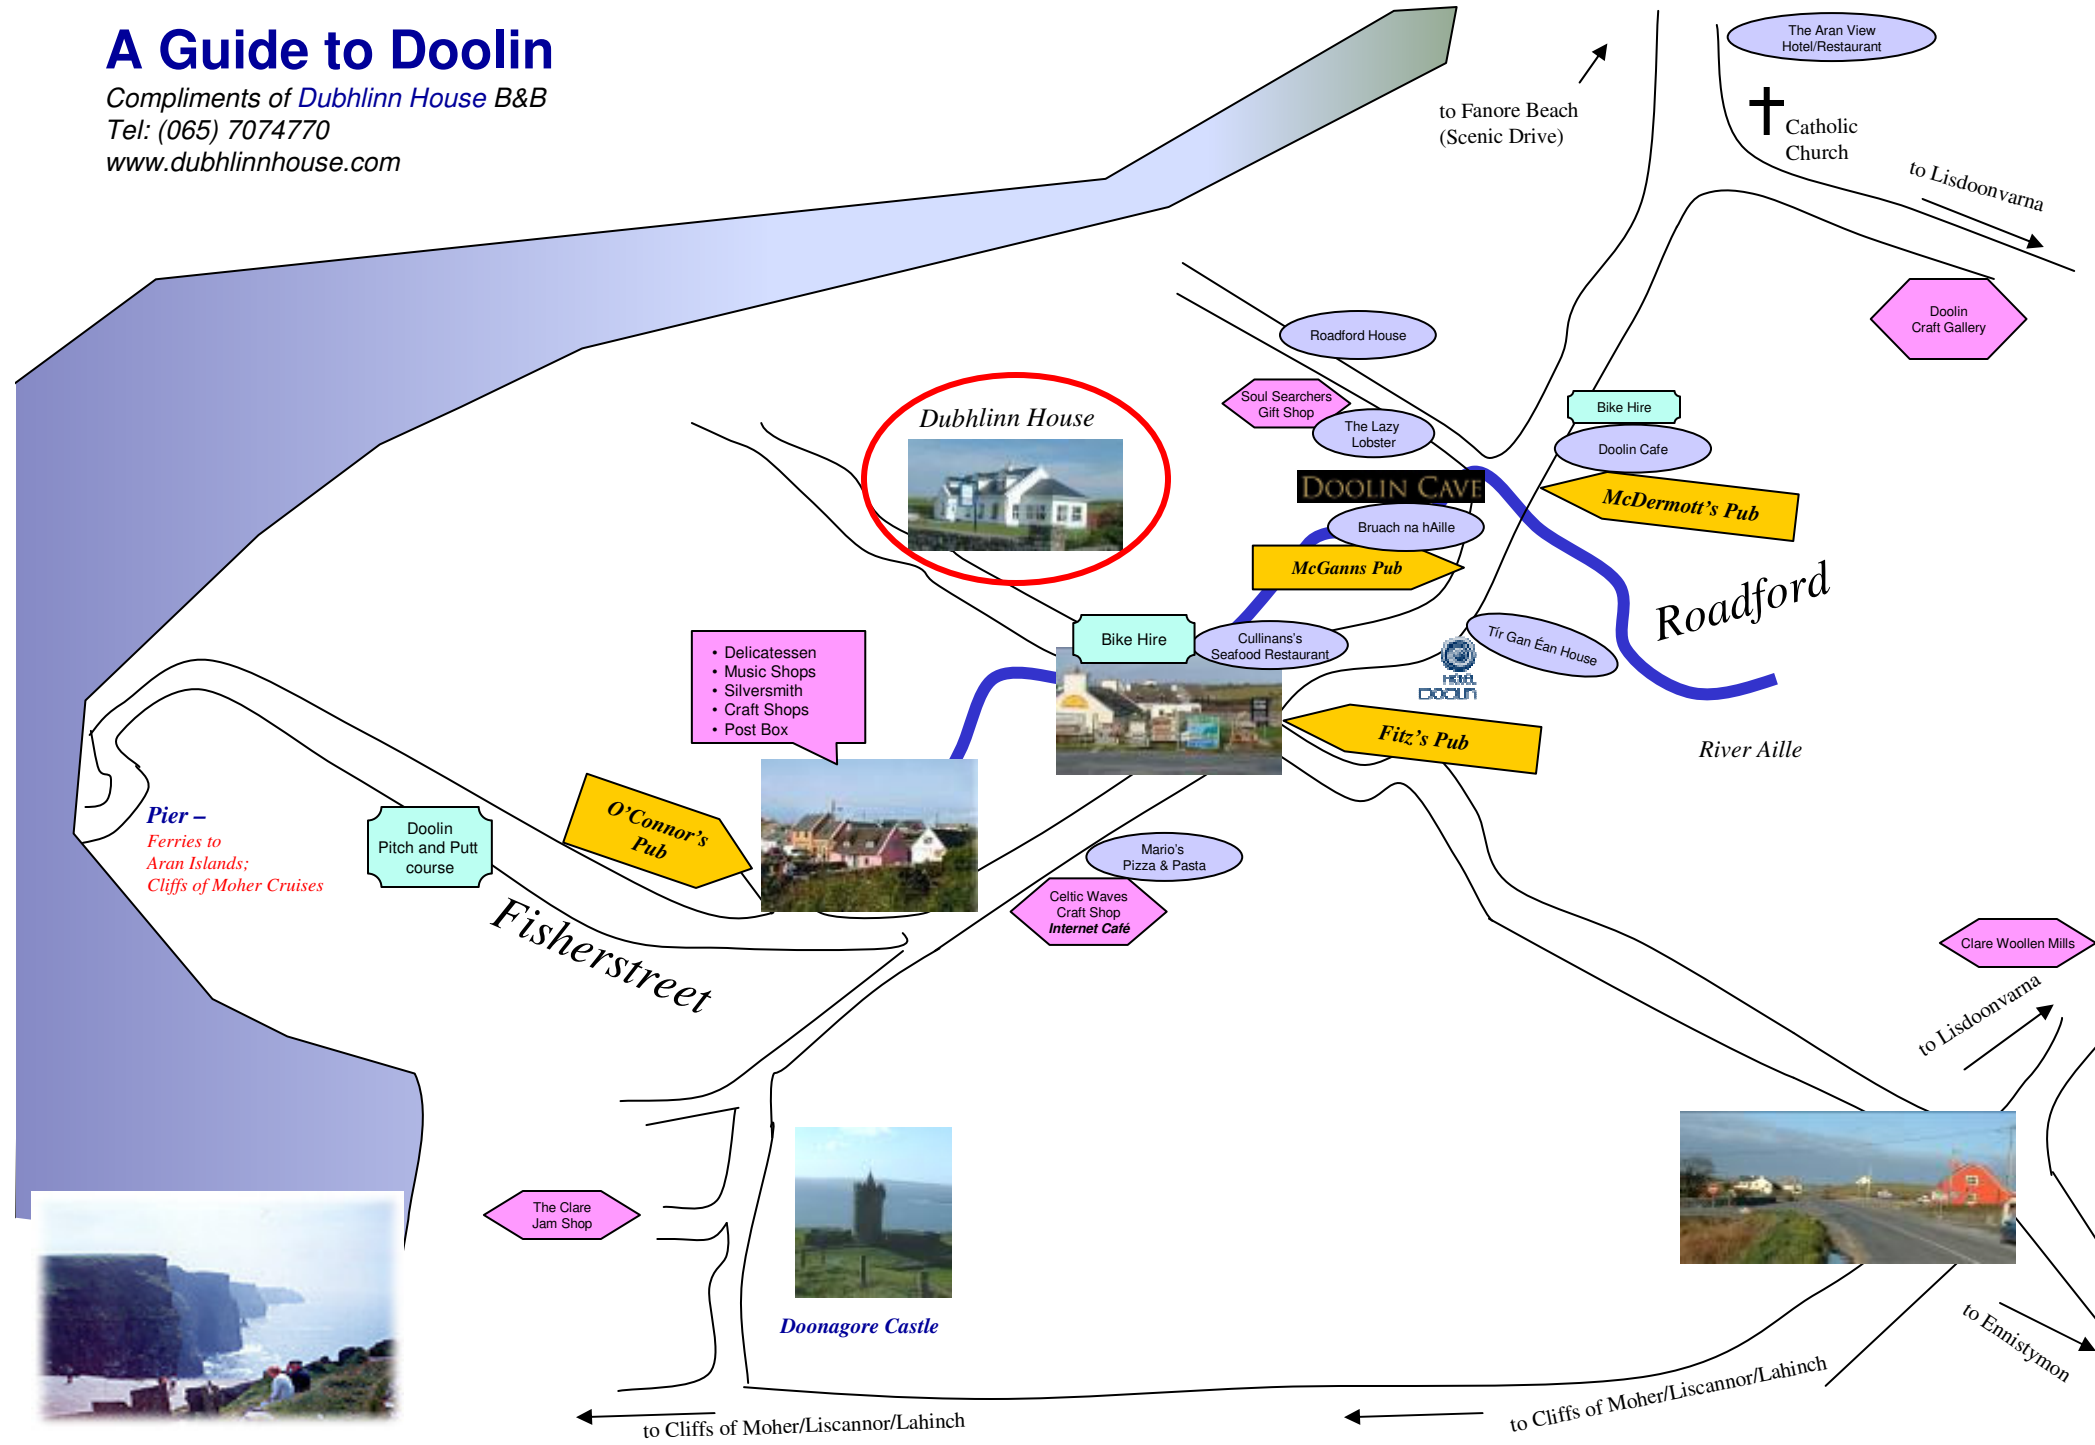 A Guide to Doolin
Compliments of Dubhlinn House B&B
Tel: (065) 7074770
www.dubhlinnhouse.com
The Aran View
Hotel/Restaurant
to Fanore Beach
(Scenic Drive)
Catholic
Church
to Lisdoonvarna
Doolin
Craft Gallery
Roadford House
Soul Searchers
Gift Shop
The Lazy
Lobster
Bike Hire
Doolin Cafe
Dubhlinn House
DOOLIN CAVE
McDermott's Pub
Bruach na hAille
McGanns Pub
Roadford
Bike Hire
Cullinans's
Seafood Restaurant
Tír Gan Éan House
HOTEL
DOOLIN
• Delicatessen
• Music Shops
• Silversmith
• Craft Shops
• Post Box
Fitz's Pub
River Aille
Pier –
Ferries to
Aran Islands;
Cliffs of Moher Cruises
Doolin
Pitch and Putt
course
O'Connor's
Pub
Mario's
Pizza & Pasta
Celtic Waves
Craft Shop
Internet Café
Fisherstreet
Clare Woollen Mills
to Lisdoonvarna
The Clare
Jam Shop
Doonagore Castle
to Ennistymon
to Cliffs of Moher/Liscannor/Lahinch
to Cliffs of Moher/Liscannor/Lahinch